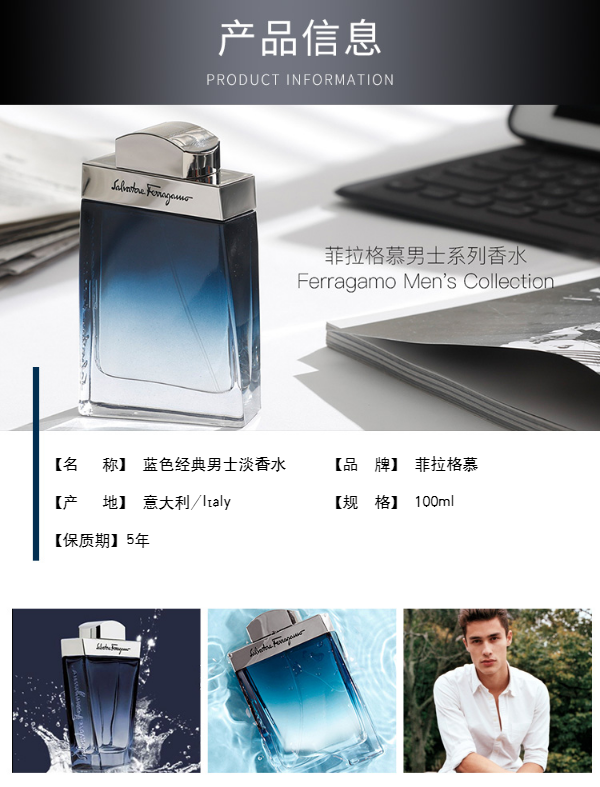 产品信息
PRODUCT INFORMATION
Salvatore Ferragamo
菲拉格慕男士系列香水
Ferragamo Men's Collection
【名 称】 蓝色经典男士淡香水 【品 牌】 菲拉格慕
【产 地】 意大利/Italy 【规 格】 100ml
【保质期】5年
Salvatore Ferragamo
Salvatore Ferragamo